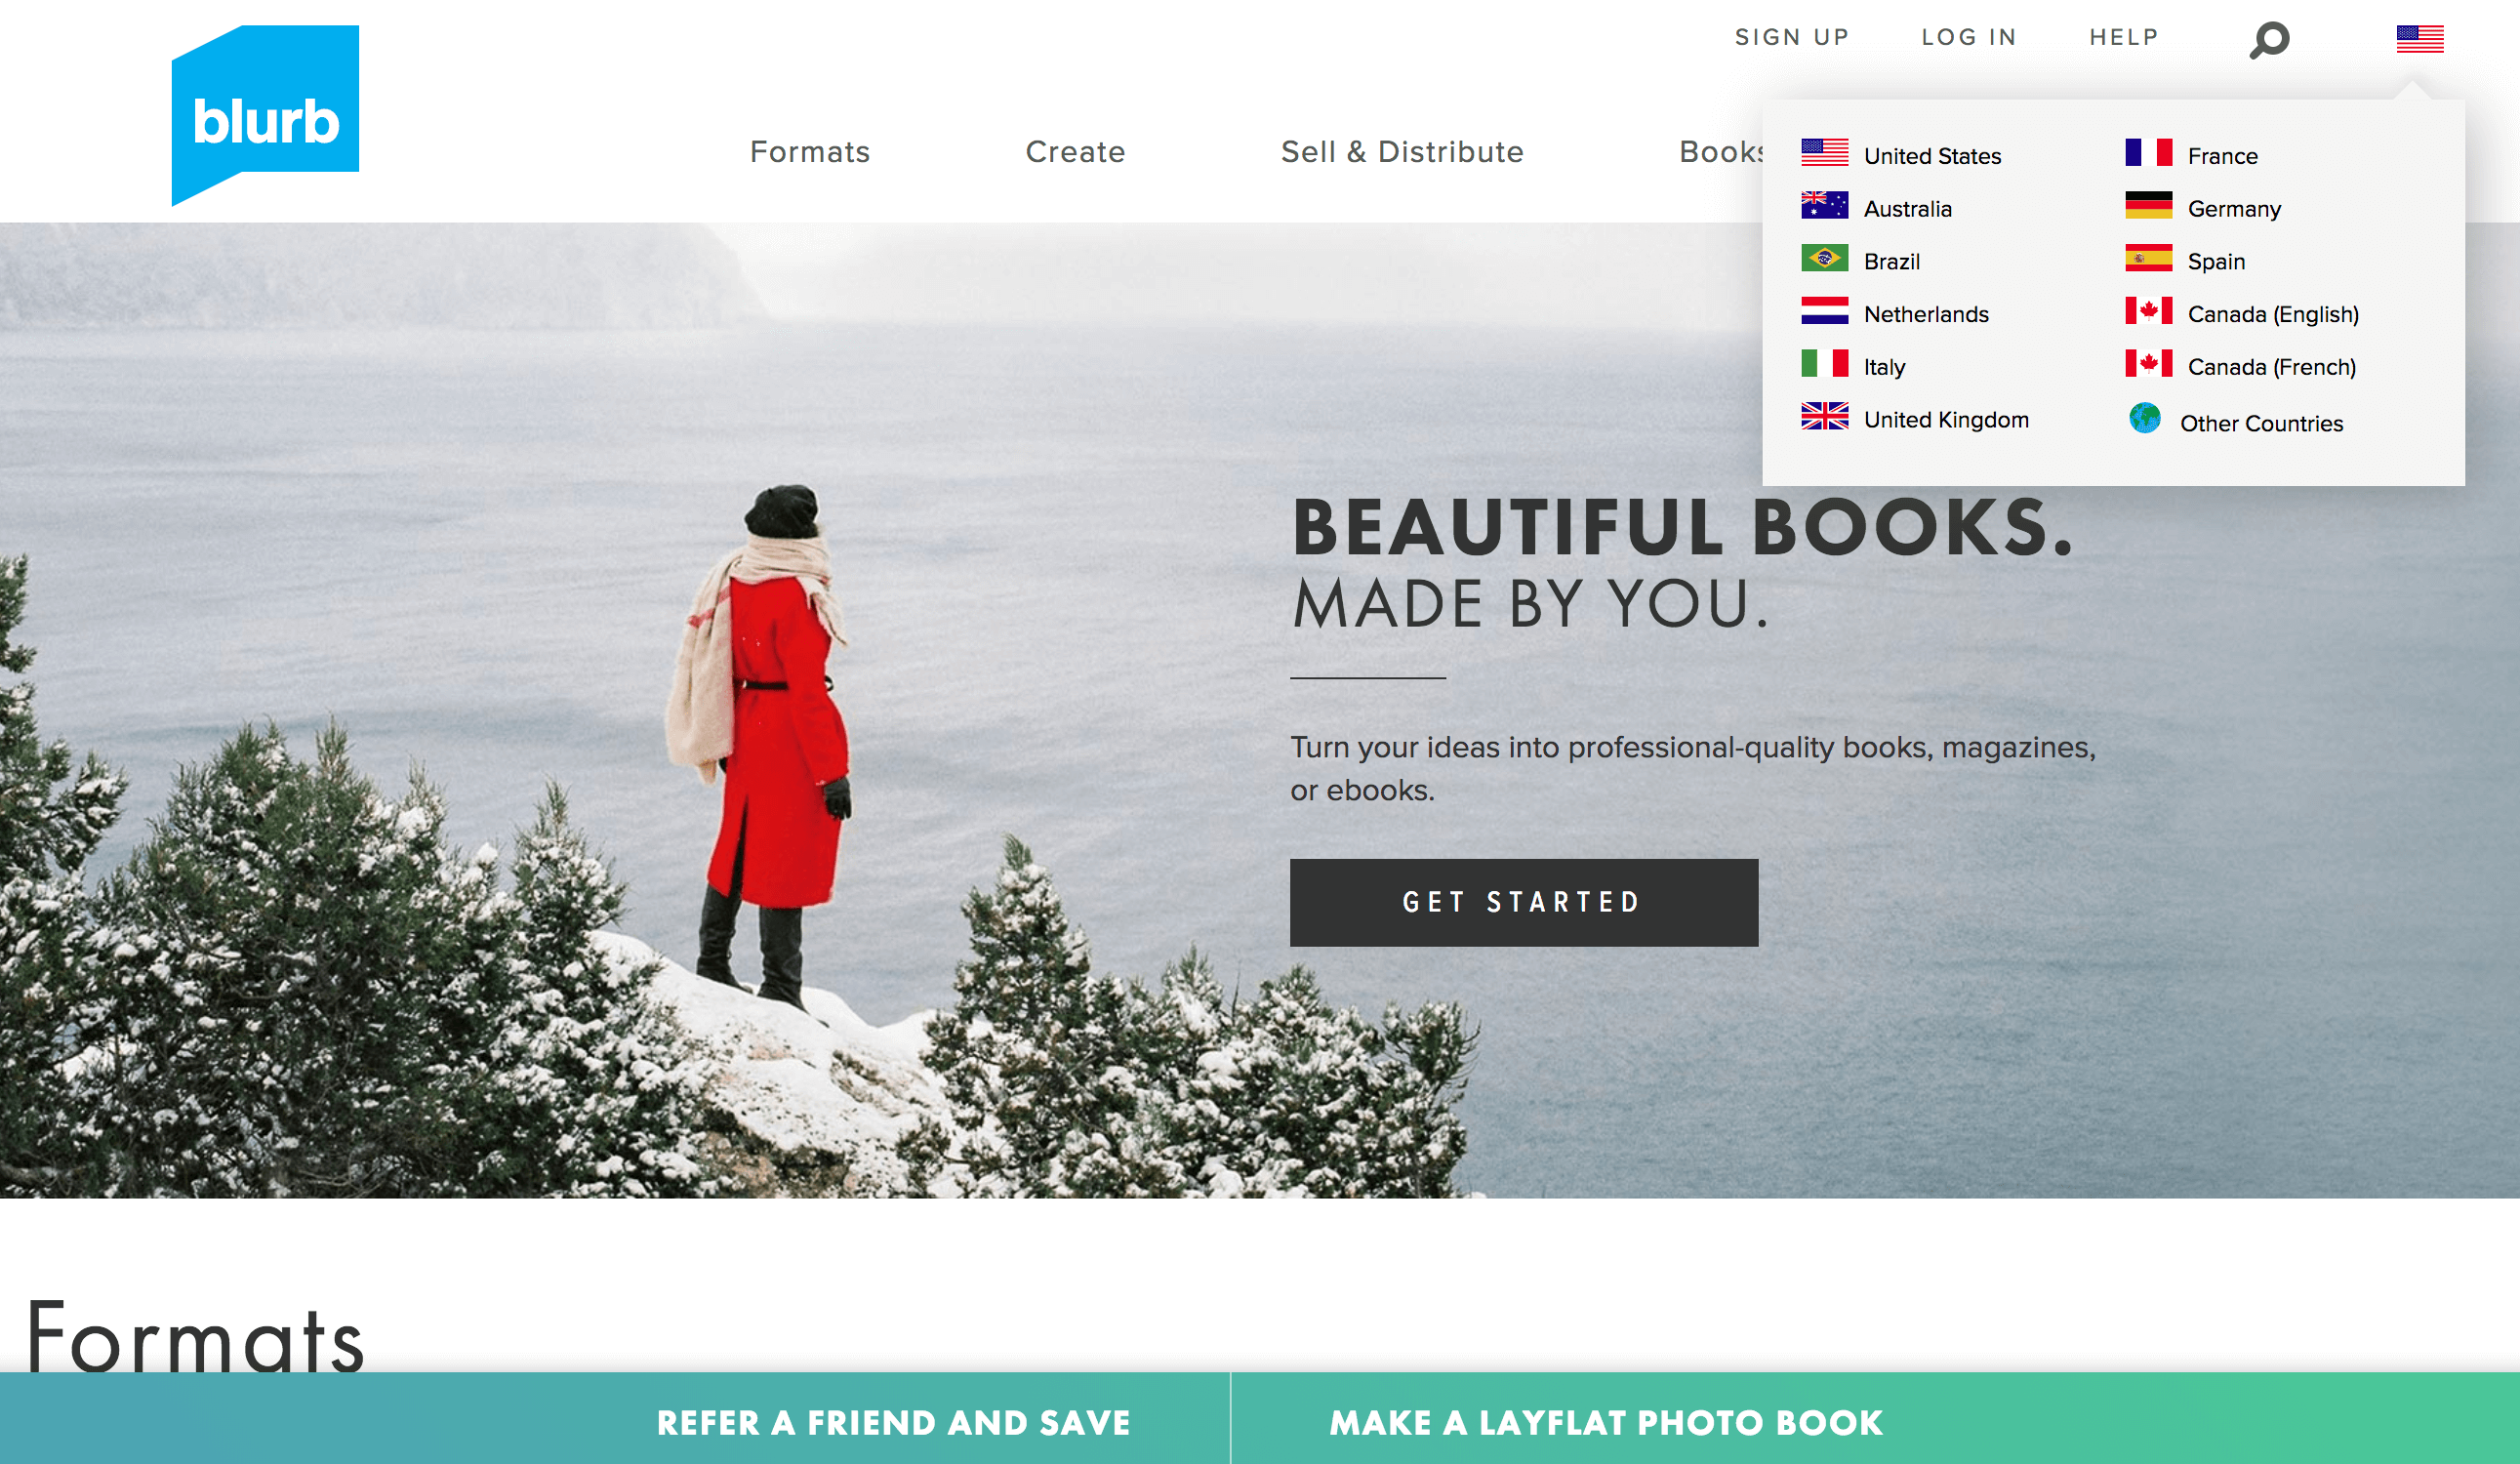 blurb
SIGN UP
LOG IN
HELP
Formats
Create
Sell & Distribute
Books
United States
Australia
Brazil
Netherlands
Italy
United Kingdom
France
Germany
Spain
Canada (English)
Canada (French)
Other Countries
BEAUTIFUL BOOKS.
MADE BY YOU.
Turn your ideas into professional-quality books, magazines,
or ebooks.
GET STARTED
Formats
REFER A FRIEND AND SAVE
MAKE A LAYFLAT PHOTO BOOK